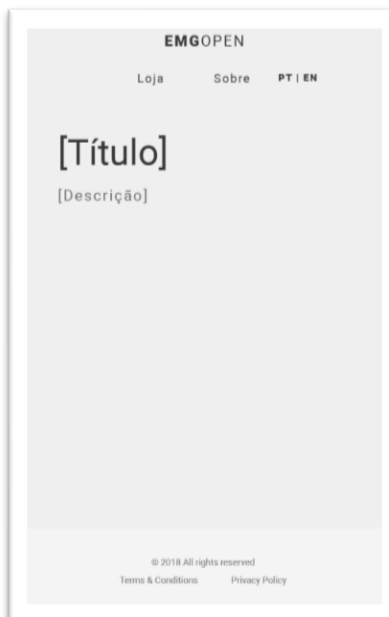 EMGOPEN
Loja Sobre PT | EN
[Título]
[Descrição]
© 2018 All rights reserved
Terms & Conditions Privacy Policy